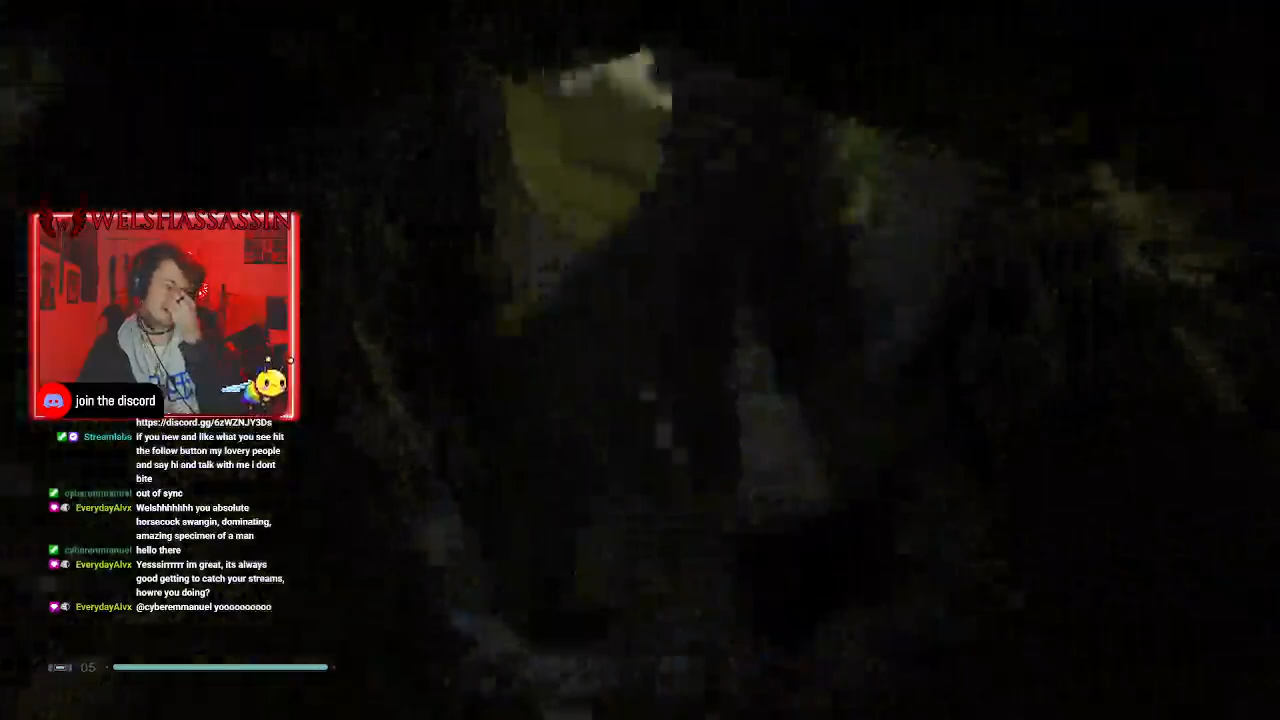 WELSHASSASSIN
join the discord
https://discord.gg/6zWZNJY3Ds
Streamlabs if you new and like what you see hit
the follow button my lovery people
and say hi and talk with me i dont
bite
cyberemmanuel out of sync
EverydayAlvx Welshhhhhhh you absolute
horsecock swangin, dominating,
amazing specimen of a man
cyberemmanuel hello there
EverydayAlvx Yesssirrrrrr im great, its always
good getting to catch your streams,
howre you doing?
EverydayAlvx @cyberemmanuel yoooooooooo
05